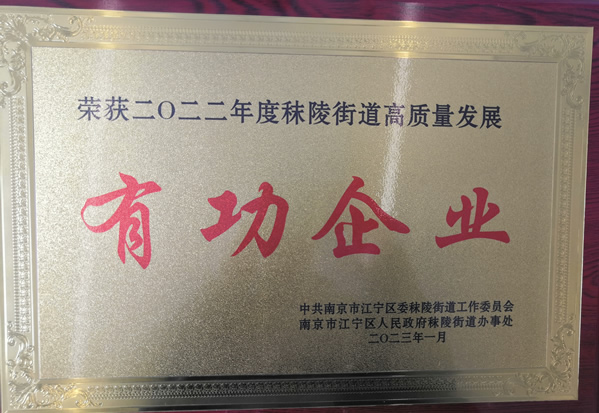 荣获二〇二二年度秣陵街道高质量发展
有功企业
中共南京市江宁区委秣陵街道工作委员会
南京市江宁区人民政府秣陵街道办事处
二〇二三年一月